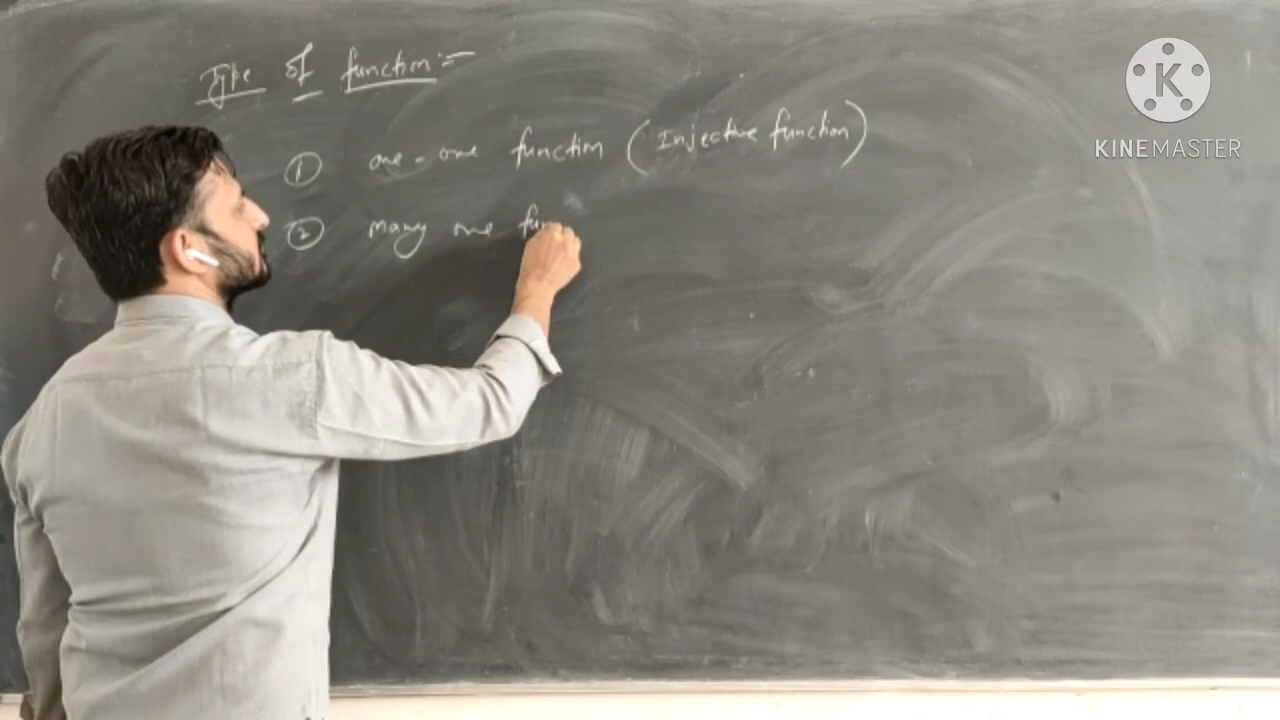 Type of function:-
① one-one function (Injective function)
② many one fun
K
KINEMASTER